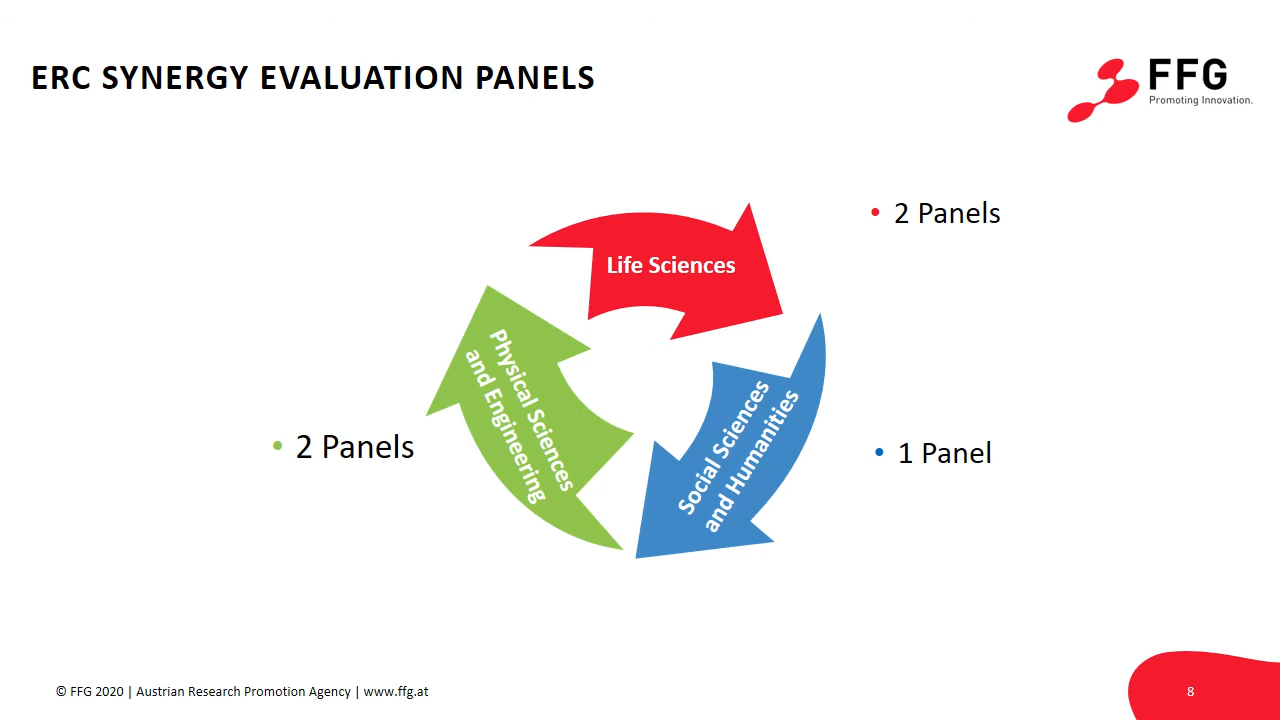 ERC SYNERGY EVALUATION PANELS
FFG
Promoting Innovation.
• 2 Panels
Life Sciences
Physical Sciences
and Engineering
• 2 Panels
Social Sciences
and Humanities
• 1 Panel
© FFG 2020 | Austrian Research Promotion Agency | www.ffg.at
8